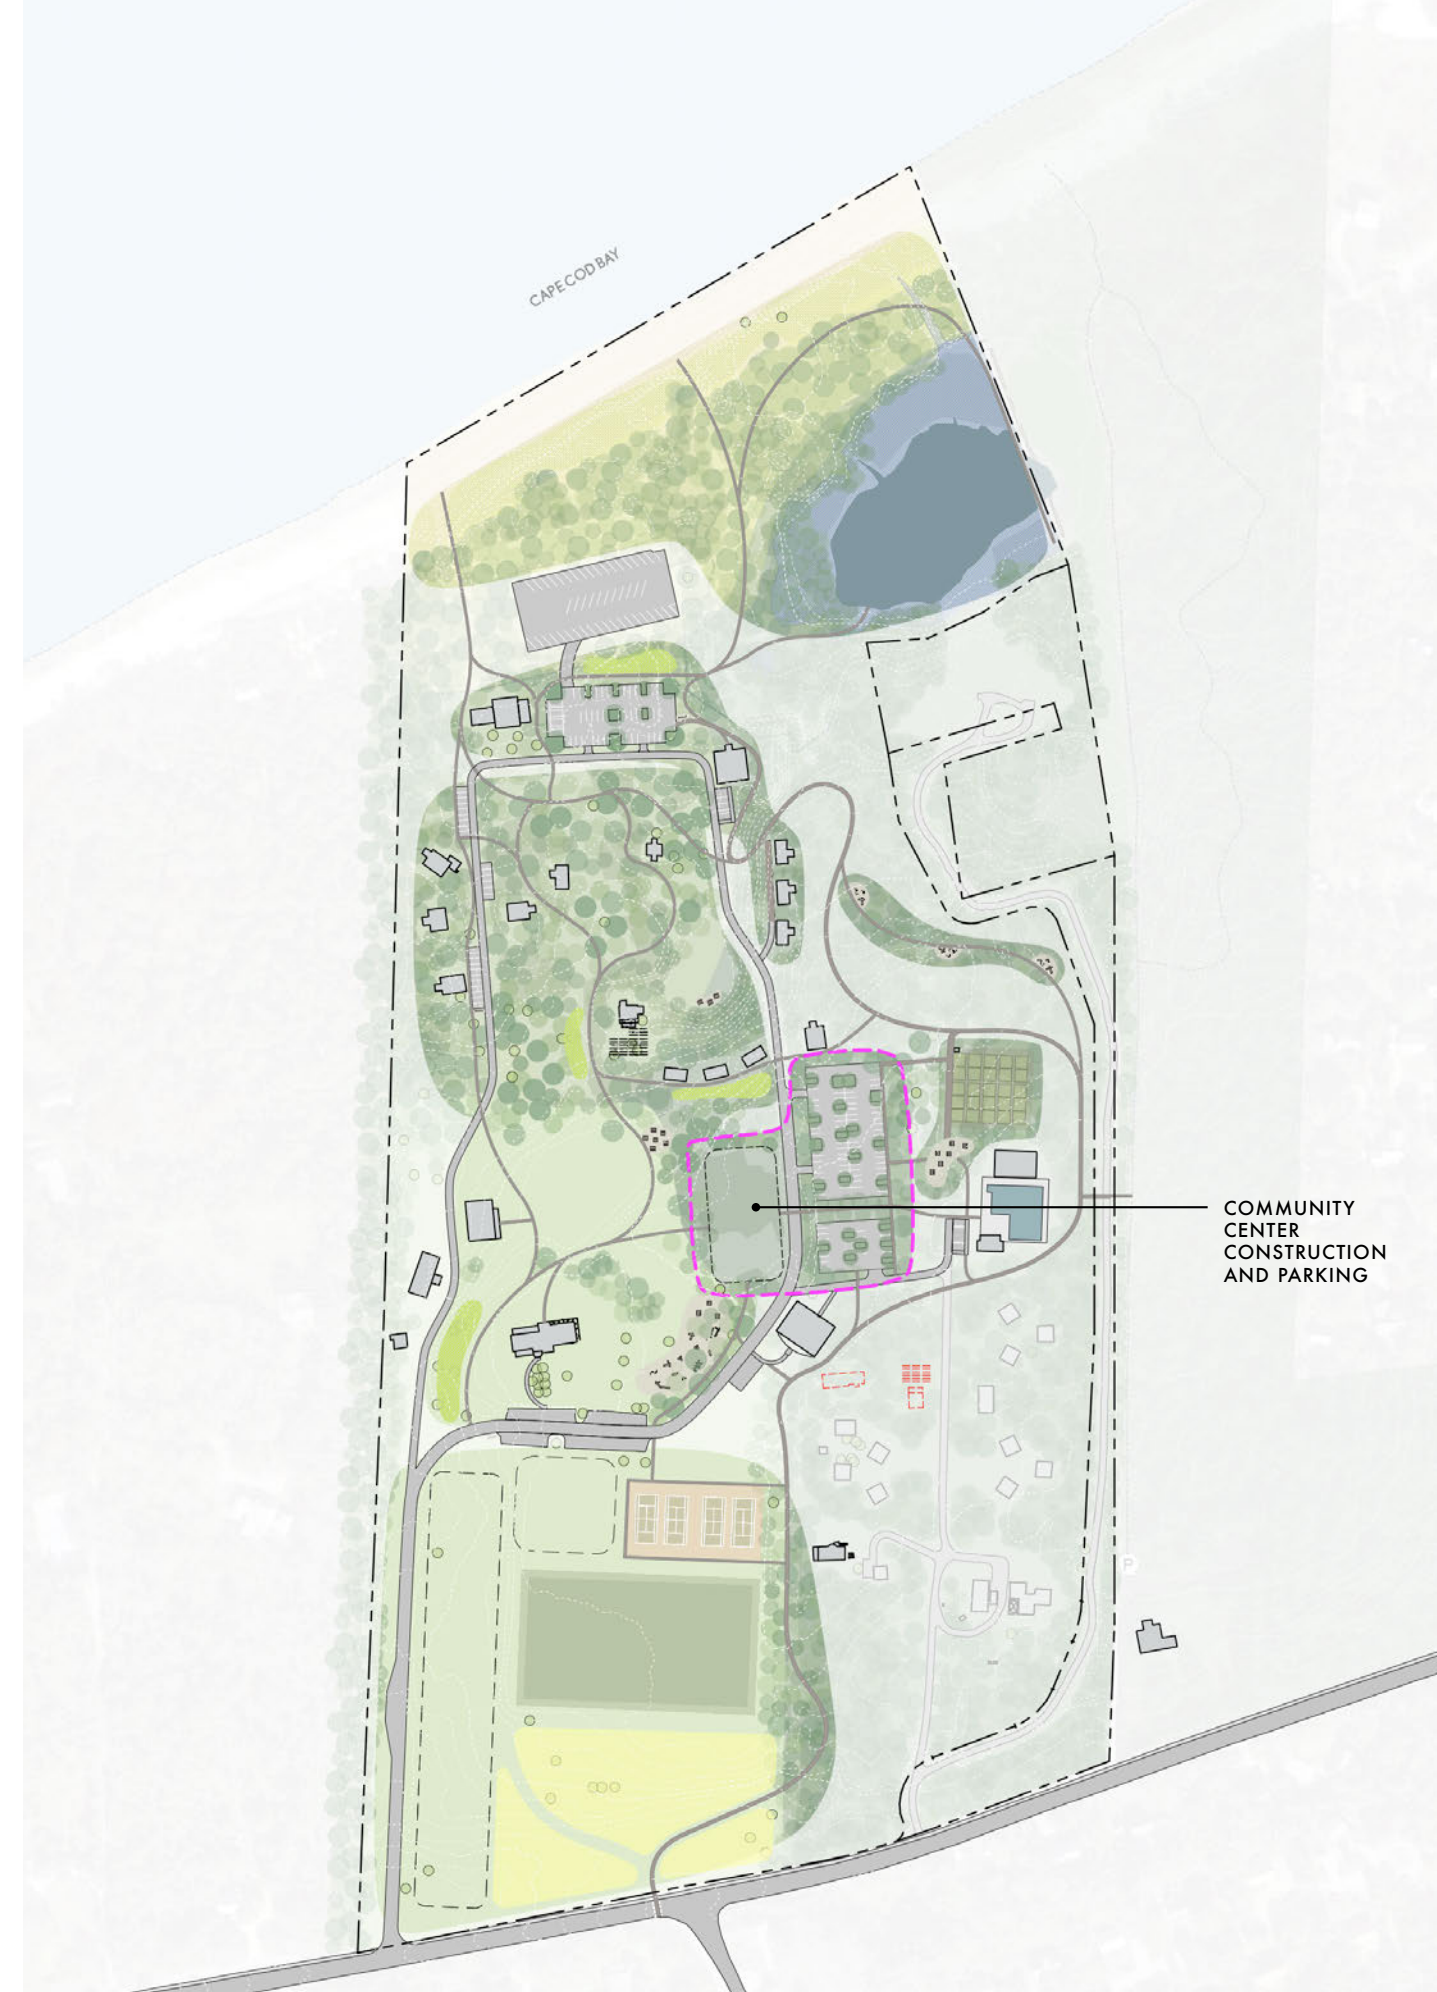 CAPE COD BAY
COMMUNITY
CENTER
CONSTRUCTION
AND PARKING
P